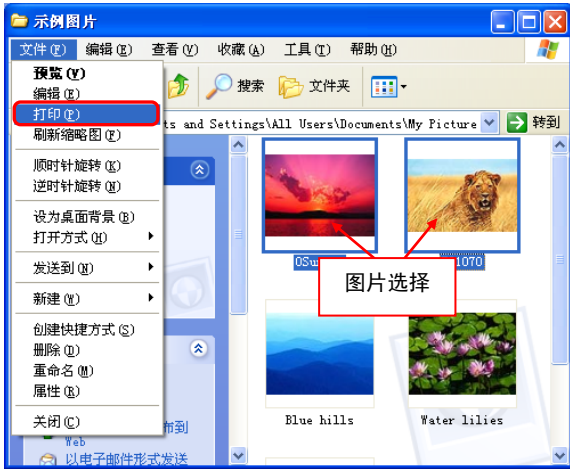 示例图片
文件(F) 编辑(E) 查看(V) 收藏(A) 工具(T) 帮助(H)
预览(V)
编辑(E)
打印(P)
刷新缩略图(F)
顺时针旋转(K)
逆时针旋转(N)
设为桌面背景(B)
打开方式(H)
发送到(N)
新建(W)
创建快捷方式(S)
删除(D)
重命名(M)
属性(R)
关闭(C)
搜索 文件夹
ts and Settings\All Users\Documents\My Picture 转到
0Su
1070
图片选择
Blue hills Water lilies
布到
Web
以电子邮件形式发送